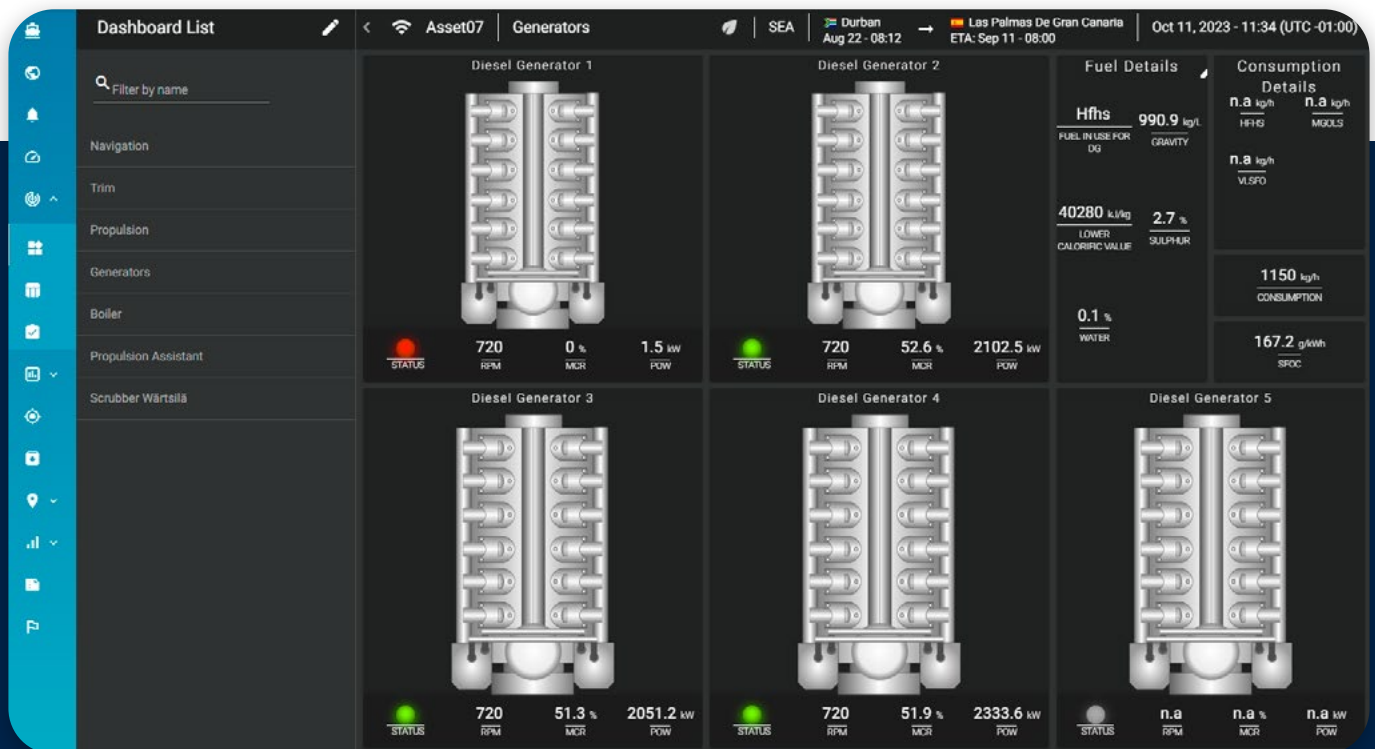 Dashboard List
Asset07
Generators
SEA
Durban
Aug 22 - 08:12
→
Las Palmas De Gran Canaria
ETA: Sep 11 - 08:00
Oct 11, 2023 - 11:34 (UTC -01:00)
Filter by name
Navigation
Trim
Propulsion
Generators
Boiler
Propulsion Assistant
Scrubber Wärtsilä
Diesel Generator 1
STATUS
720
RPM
0 %
MCR
1.5 kW
POW
Diesel Generator 2
STATUS
720
RPM
52.6 %
MCR
2102.5 kW
POW
Fuel Details
Hfhs
FUEL IN USE FOR
DG
990.9 kg/L
GRAVITY
40280 kJ/kg
LOWER
CALORIFIC VALUE
2.7 %
SULPHUR
0.1 %
WATER
Consumption
Details
n.a kg/h
HFHS
n.a kg/h
MGOLS
n.a kg/h
VLSFO
1150 kg/h
CONSUMPTION
167.2 g/kWh
SFOC
Diesel Generator 3
STATUS
720
RPM
51.3 %
MCR
2051.2 kW
POW
Diesel Generator 4
STATUS
720
RPM
51.9 %
MCR
2333.6 kW
POW
Diesel Generator 5
STATUS
n.a
RPM
n.a %
MCR
n.a kW
POW